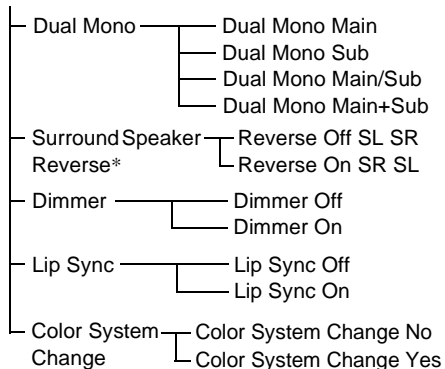 Dual Mono Dual Mono Main
Dual Mono Sub
Dual Mono Main/Sub
Dual Mono Main+Sub
Surround Speaker Reverse Off SL SR
Reverse* Reverse On SR SL
Dimmer Dimmer Off
Dimmer On
Lip Sync Lip Sync Off
Lip Sync On
Color System Color System Change No
Change Color System Change Yes